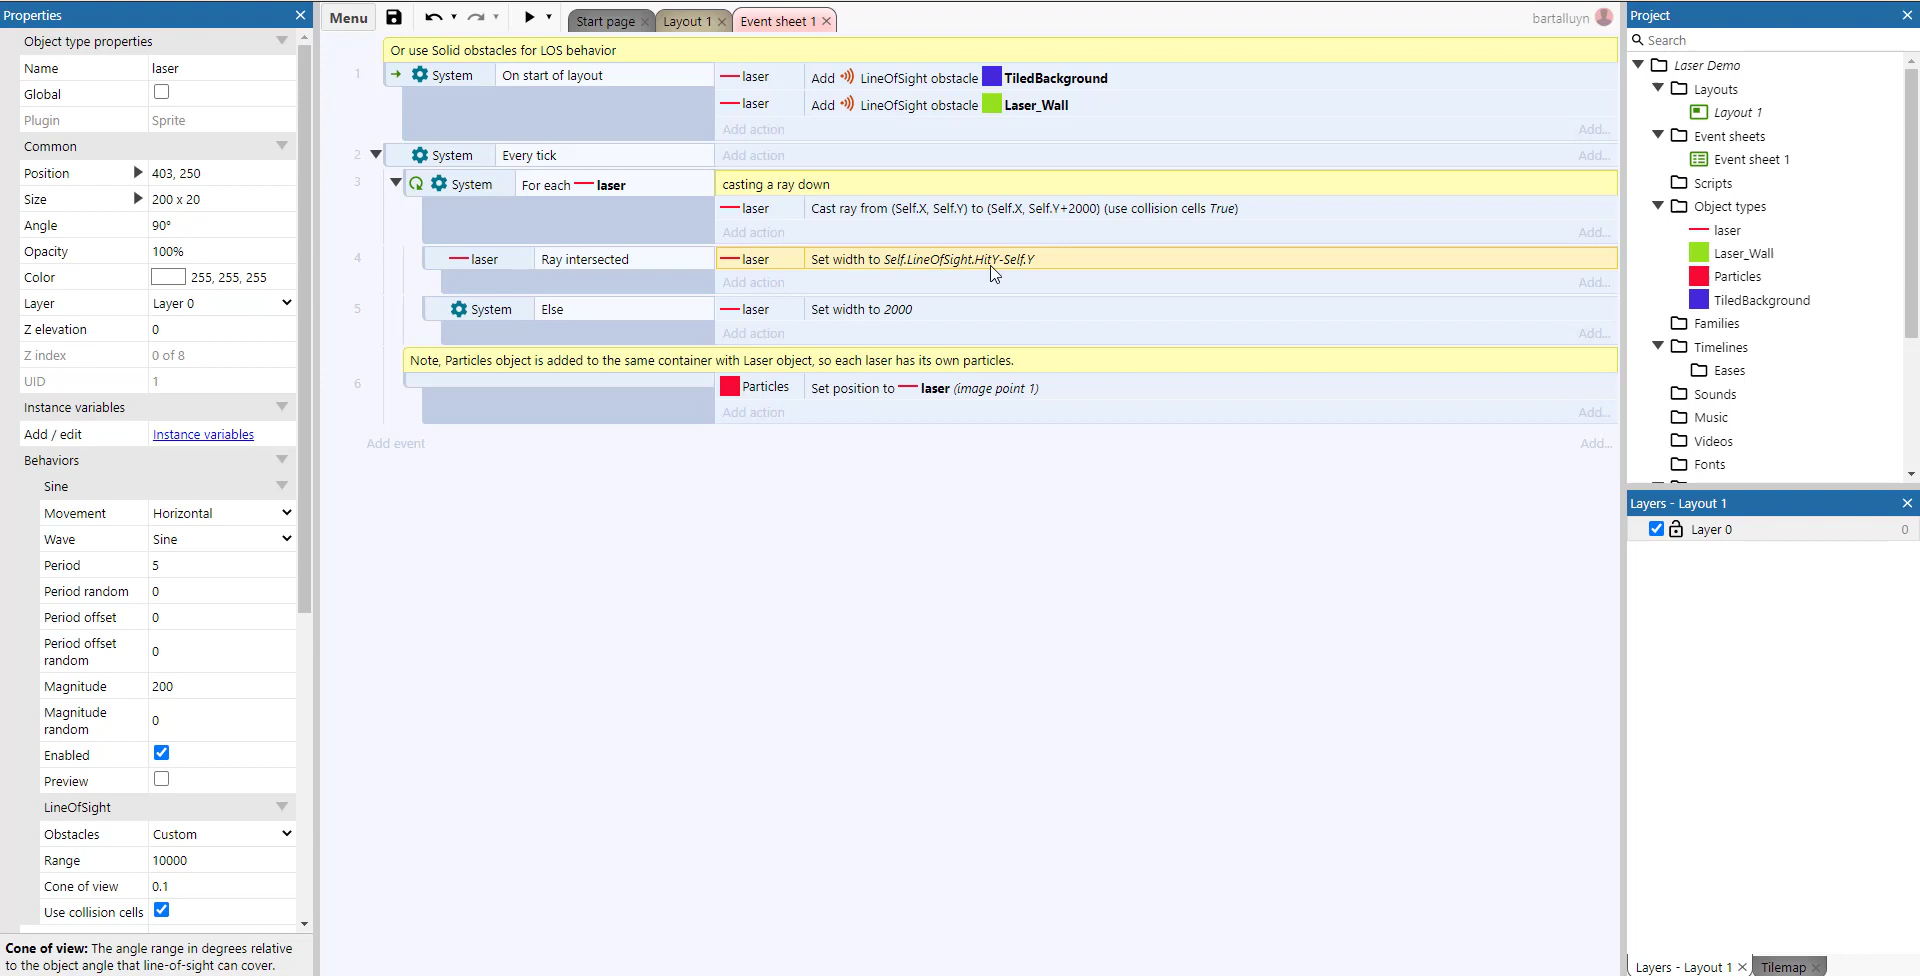 Properties
Object type properties
Name laser
Global
Plugin Sprite
Common
Position 403, 250
Size 200 x 20
Angle 90°
Opacity 100%
Color 255, 255, 255
Layer Layer 0
Z elevation 0
Z index 0 of 8
UID 1
Instance variables
Add / edit Instance variables
Behaviors
Sine
Movement Horizontal
Wave Sine
Period 5
Period random 0
Period offset 0
Period offset
random 0
Magnitude 200
Magnitude
random 0
Enabled
Preview
LineOfSight
Obstacles Custom
Range 10000
Cone of view 0.1
Use collision cells
Cone of view: The angle range in degrees relative
to the object angle that line-of-sight can cover.
Menu
Start page
Layout 1
Event sheet 1
bartalluyn
Or use Solid obstacles for LOS behavior
1 System On start of layout laser Add LineOfSight obstacle TiledBackground
laser Add LineOfSight obstacle Laser_Wall
Add action Add...
2 System Every tick Add action Add...
3 System For each laser casting a ray down
laser Cast ray from (Self.X, Self.Y) to (Self.X, Self.Y+2000) (use collision cells True)
Add action Add...
4 laser Ray intersected laser Set width to Self.LineOfSight.HitY-Self.Y
Add action Add...
5 System Else laser Set width to 2000
Add action Add...
Note, Particles object is added to the same container with Laser object, so each laser has its own particles.
6 Particles Set position to laser (image point 1)
Add action Add...
Add event Add...
Project
Search
Laser Demo
Layouts
Layout 1
Event sheets
Event sheet 1
Scripts
Object types
laser
Laser_Wall
Particles
TiledBackground
Families
Timelines
Eases
Sounds
Music
Videos
Fonts
Layers - Layout 1
Layer 0 0
Layers - Layout 1
Tilemap